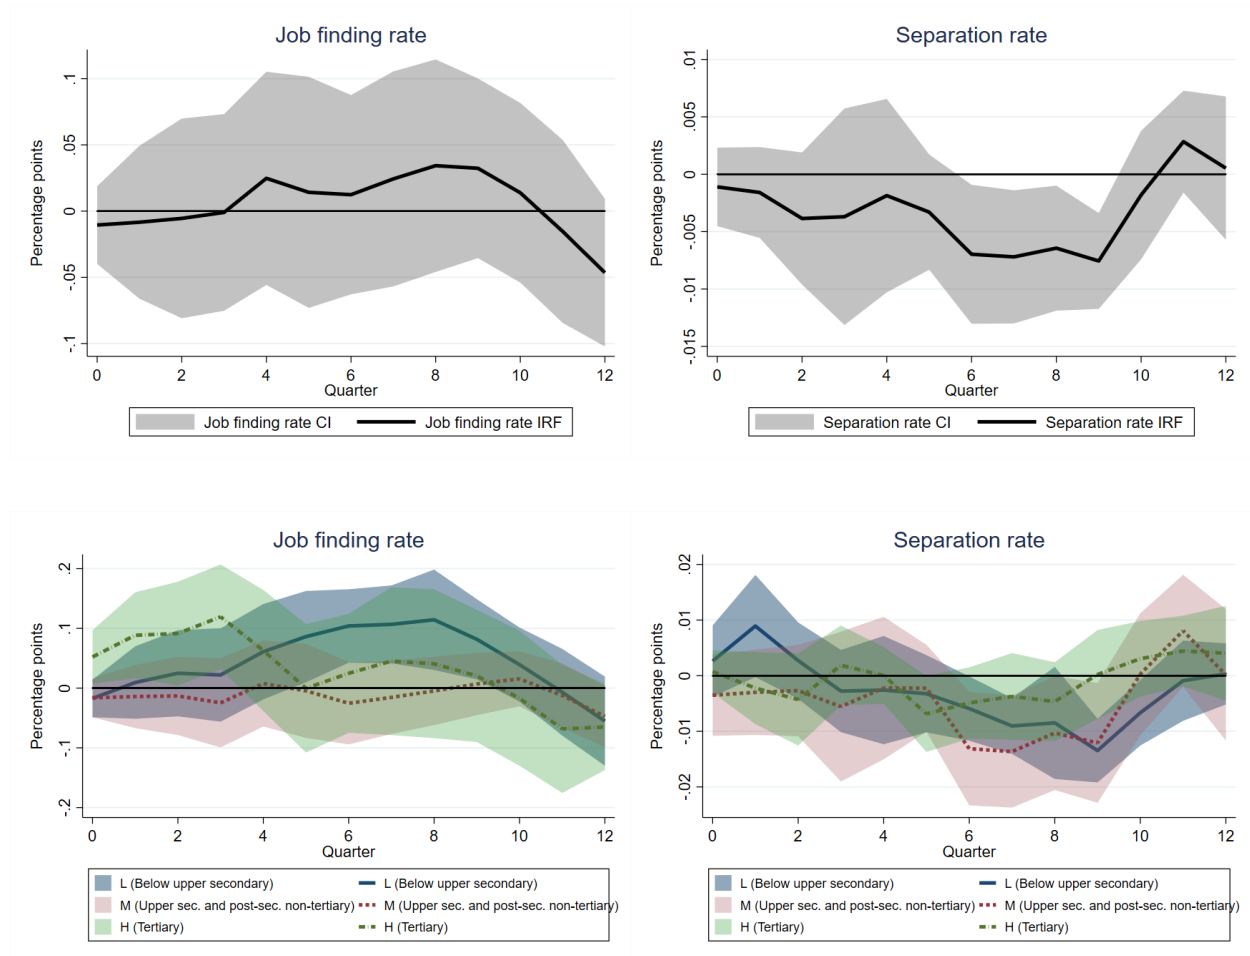 Job finding rate
Percentage points
.1
.05
0
-.05
-.1
0 2 4 6 8 10 12
Quarter
Job finding rate CI Job finding rate IRF
Separation rate
Percentage points
.01
.005
0
-.005
-.01
-.015
0 2 4 6 8 10 12
Quarter
Separation rate CI Separation rate IRF
Job finding rate
Percentage points
.2
.1
0
-.1
-.2
0 2 4 6 8 10 12
Quarter
L (Below upper secondary) L (Below upper secondary)
M (Upper sec. and post-sec. non-tertiary) M (Upper sec. and post-sec. non-tertiary)
H (Tertiary) H (Tertiary)
Separation rate
Percentage points
.02
.01
0
-.01
-.02
0 2 4 6 8 10 12
Quarter
L (Below upper secondary) L (Below upper secondary)
M (Upper sec. and post-sec. non-tertiary) M (Upper sec. and post-sec. non-tertiary)
H (Tertiary) H (Tertiary)